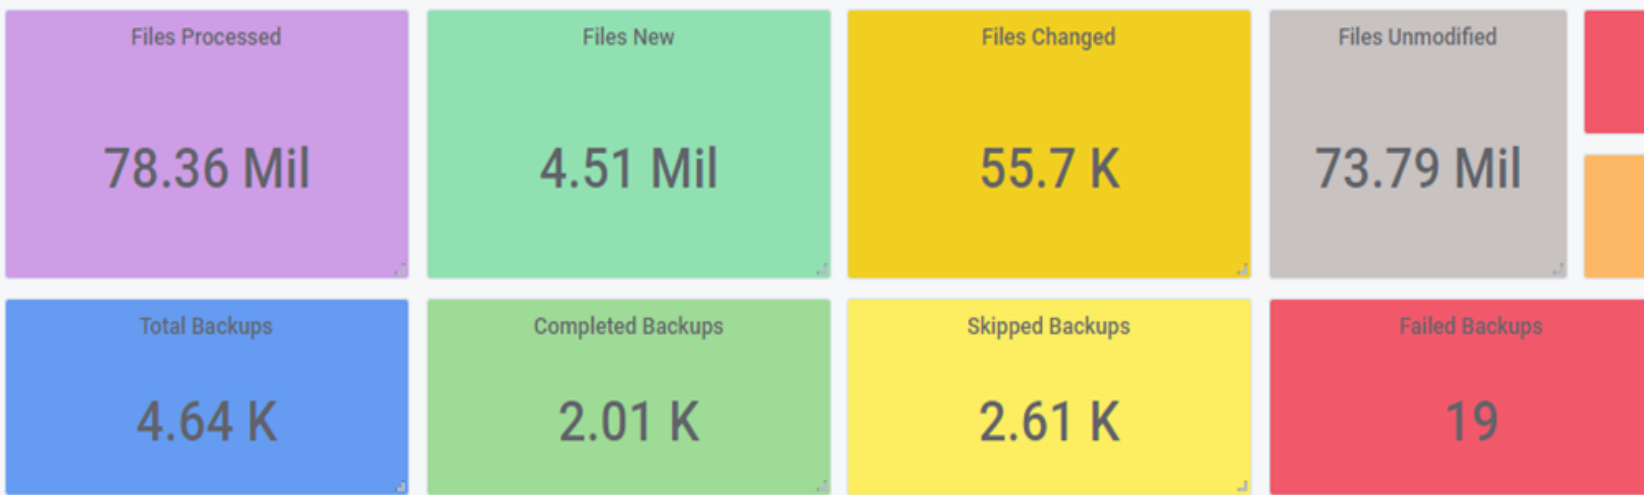 Files Processed
Files New
Files Changed
Files Unmodified
78.36 Mil
4.51 Mil
55.7 K
73.79 Mil
Total Backups
Completed Backups
Skipped Backups
Failed Backups
4.64 K
2.01 K
2.61 K
19